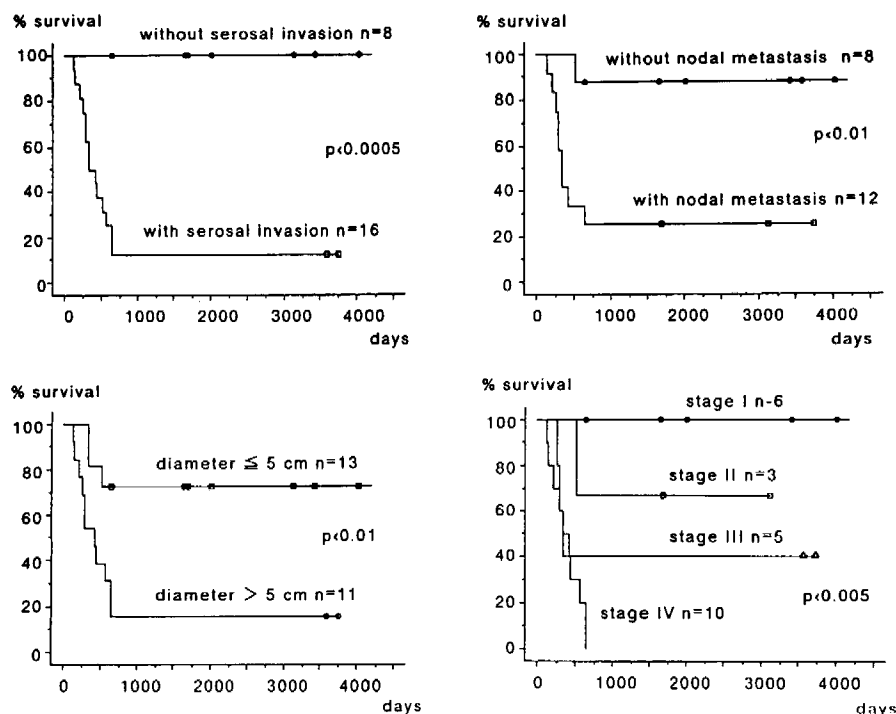 % survival
without serosal invasion n=8
100
80
60
p<0.0005
40
with serosal invasion n=16
20
0
0 1000 2000 3000 4000
days
% survival
100
without nodal metastasis n=8
80
60
p<0.01
40
with nodal metastasis n=12
20
0
0 1000 2000 3000 4000
days
% survival
100
diameter ≦ 5 cm n=13
80
60
p<0.01
40
diameter > 5 cm n=11
20
0
0 1000 2000 3000 4000
days
% survival
stage I n-6
100
80
stage II n=3
60
stage III n=5
40
p<0.005
20
stage IV n=10
0
0 1000 2000 3000 4000
days